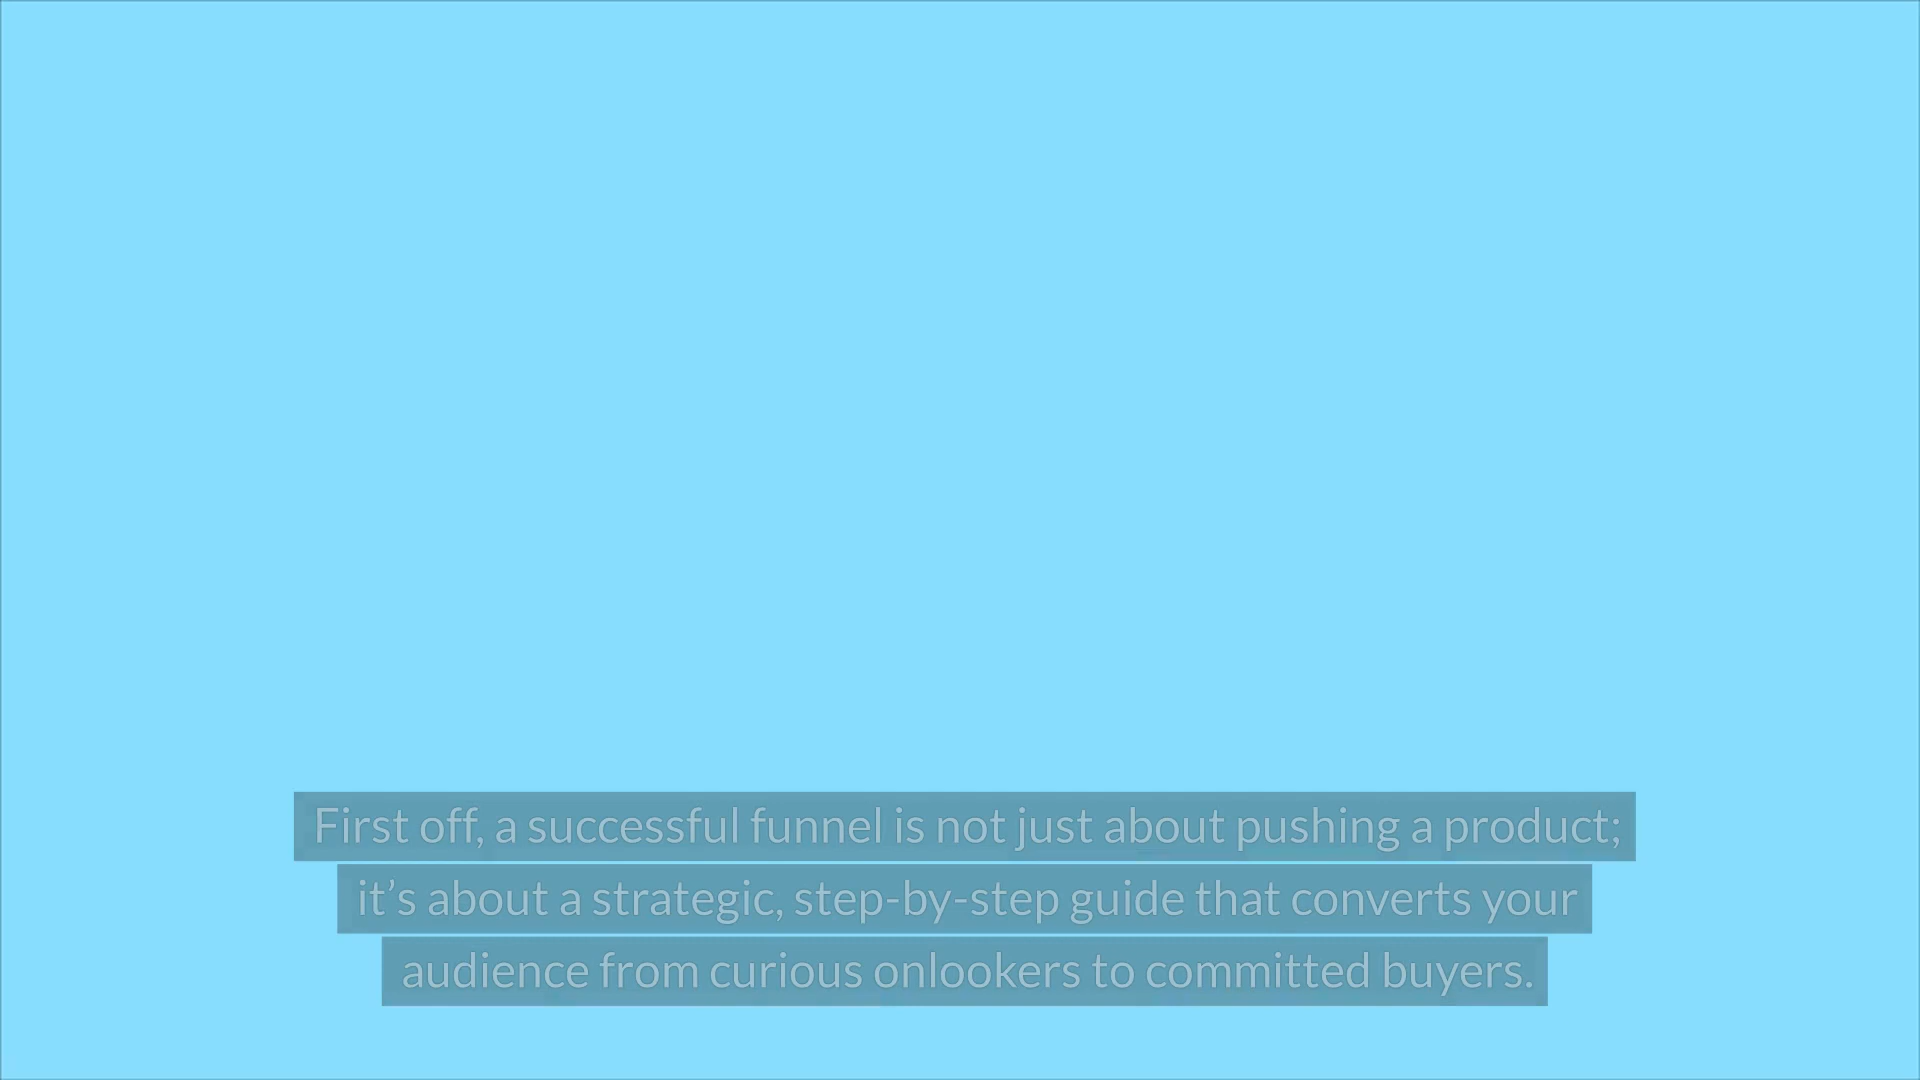 First off, a successful funnel is not just about pushing a product;
it’s about a strategic, step-by-step guide that converts your
audience from curious onlookers to committed buyers.